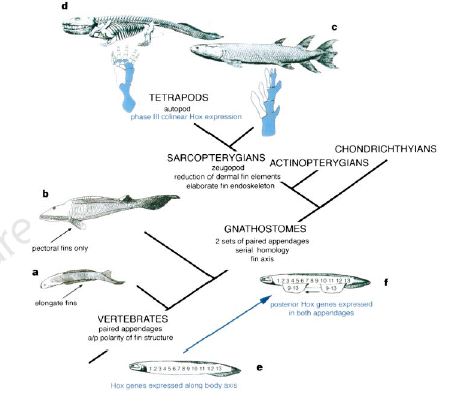 d
c
TETRAPODS
autopod
phase III colinear Hox expression
CHONDRICHTHYIANS
SARCOPTERYGIANS
ACTINOPTERYGIANS
zeugopod
reduction of dermal fin elements
elaborate fin endoskeleton
b
pectoral fins only
GNATHOSTOMES
2 sets of paired appendages
serial homology
fin axis
a
elongate fins
1 2 3 4 5 6 7 8 9 10 11 12 13
9-13 9-13
f
posterior Hox genes expressed
in both appendages
VERTEBRATES
paired appendages
a/p polarity of fin structure
1 2 3 4 5 6 7 8 9 10 11 12 13
e
Hox genes expressed along body axis